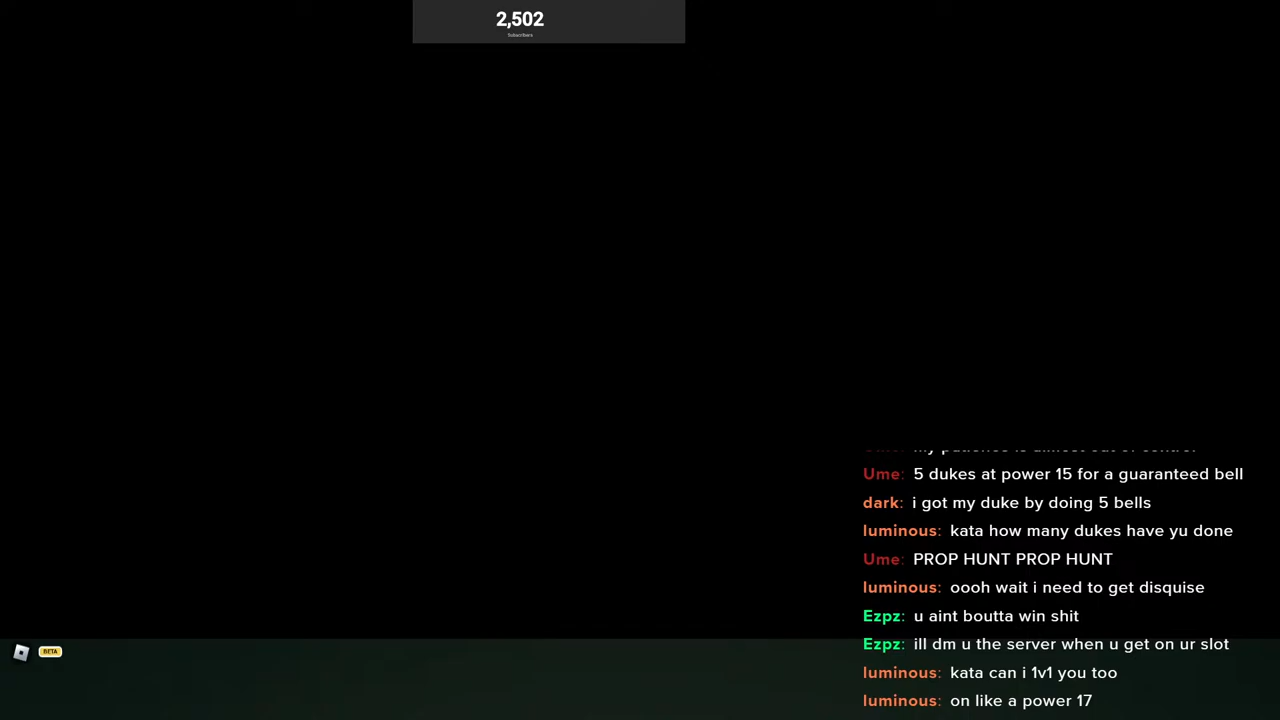 2,502
Subscribers
Ume: 5 dukes at power 15 for a guaranteed bell
dark: i got my duke by doing 5 bells
luminous: kata how many dukes have yu done
Ume: PROP HUNT PROP HUNT
luminous: oooh wait i need to get disquise
Ezpz: u aint boutta win shit
Ezpz: ill dm u the server when u get on ur slot
BETA
luminous: kata can i 1v1 you too
luminous: on like a power 17